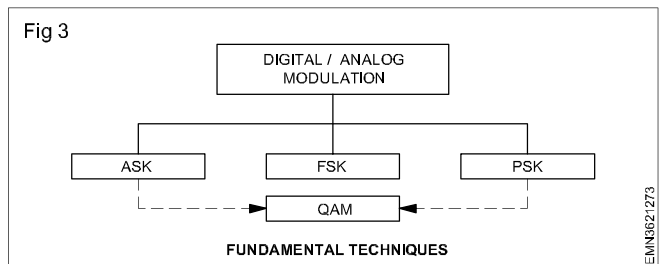 Fig 3
DIGITAL / ANALOG
MODULATION
ASK
FSK
PSK
QAM
FUNDAMENTAL TECHNIQUES
EMN3621273